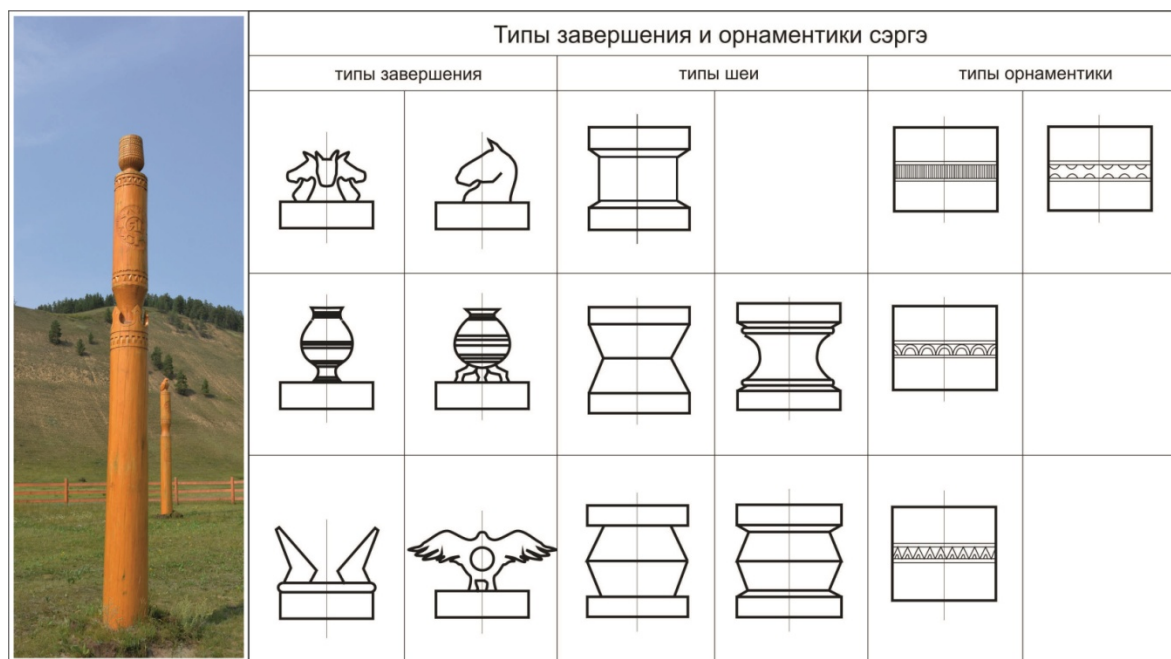 Типы завершения и орнаментики сэргэ
типы завершения
типы шеи
типы орнаментики